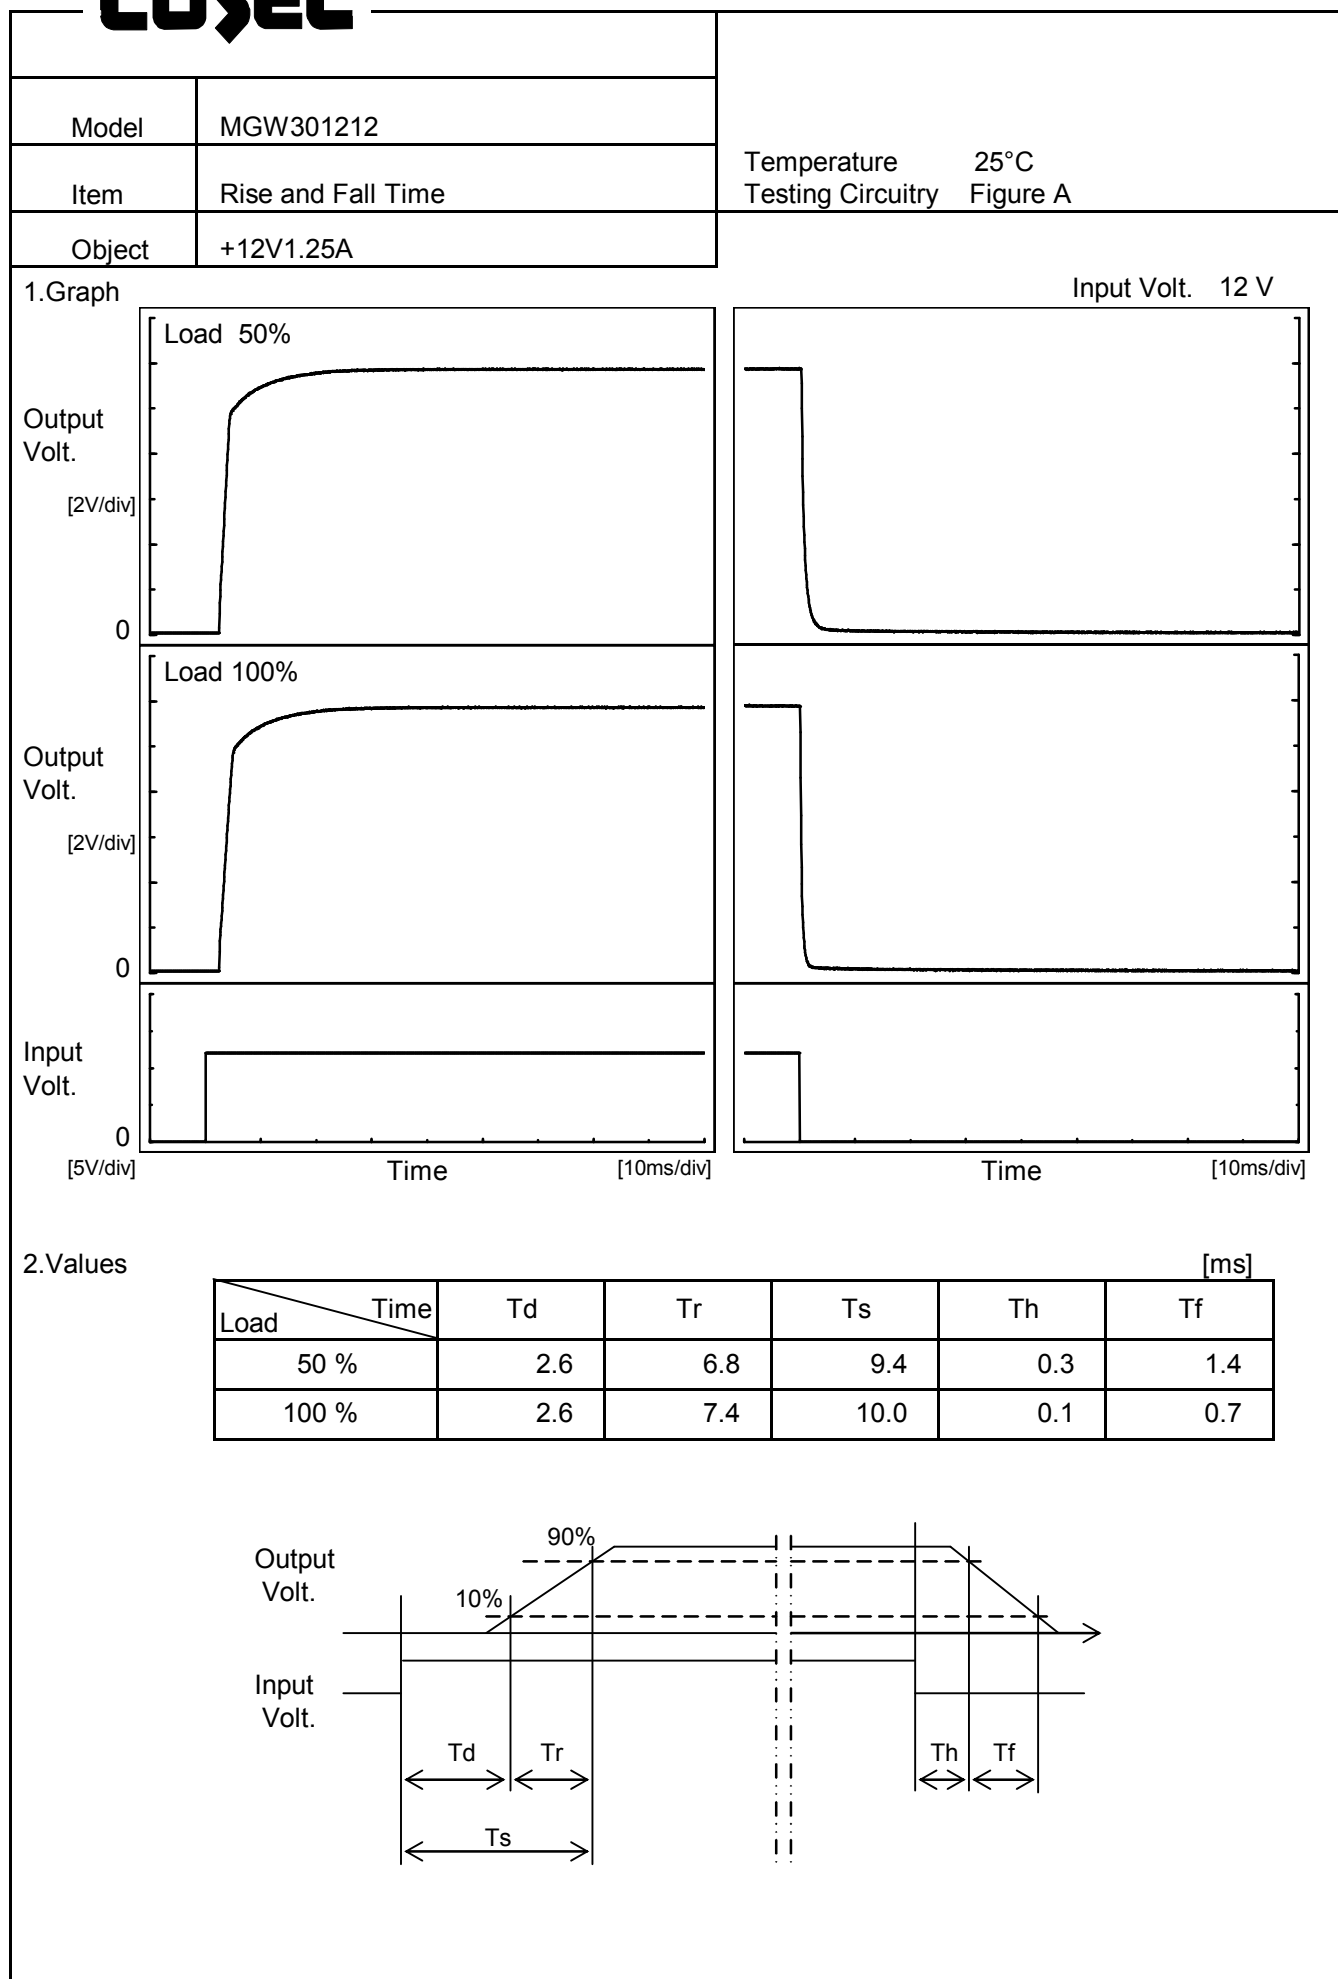 COSEL
Model MGW301212
Temperature 25°C
Item Rise and Fall Time Testing Circuitry Figure A
Object +12V1.25A
1.Graph Input Volt. 12 V
Load 50%
Output
Volt.
[2V/div]
0
Load 100%
Output
Volt.
[2V/div]
0
Input
Volt.
0
[5V/div] Time [10ms/div] Time [10ms/div]
2.Values [ms]
Time Td Tr Ts Th Tf
Load
50 % 2.6 6.8 9.4 0.3 1.4
100 % 2.6 7.4 10.0 0.1 0.7
90%
Output
Volt.
10%
Input
Volt.
Td Tr Th Tf
Ts